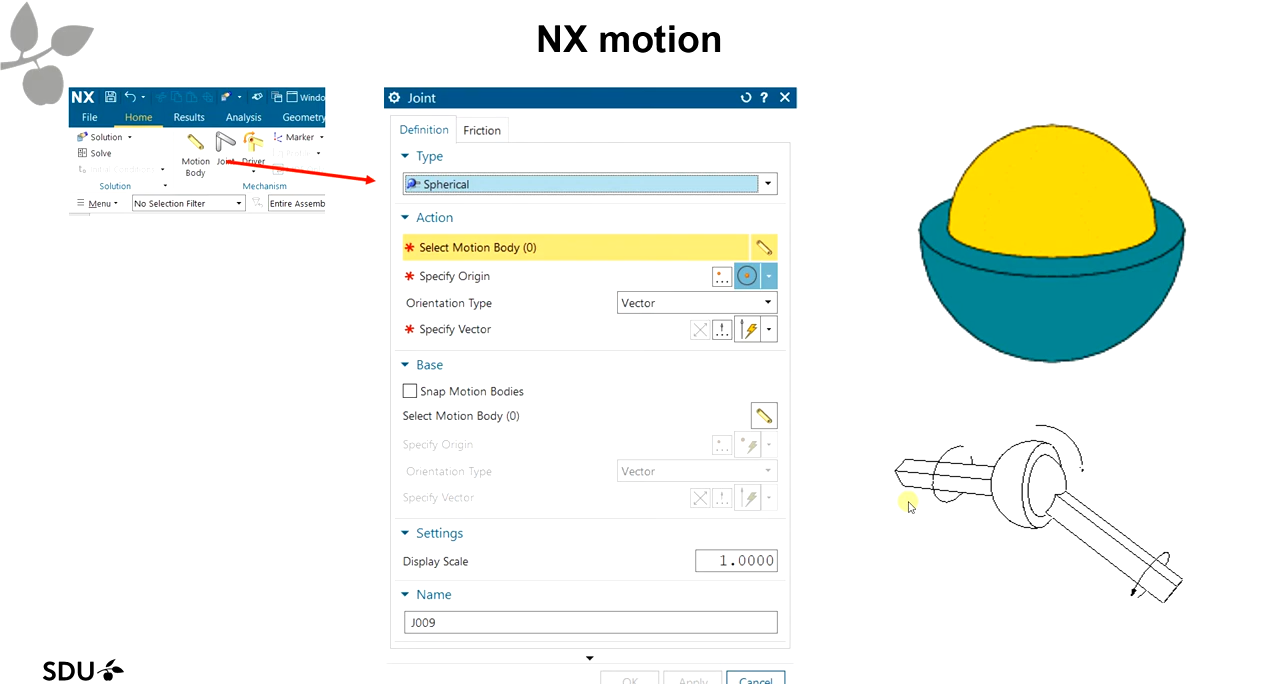 NX motion
NX
Windo
File Home Results Analysis Geometry
Solution
Solve
Motion Body
Joint
Driver
Marker
Solution Mechanism
Menu No Selection Filter Entire Assemb
Joint
Definition Friction
Type
Spherical
Action
* Select Motion Body (0)
* Specify Origin
Orientation Type Vector
* Specify Vector
Base
Snap Motion Bodies
Select Motion Body (0)
Specify Origin
Orientation Type Vector
Specify Vector
Settings
Display Scale 1.0000
Name
J009
OK Apply Cancel
SDU